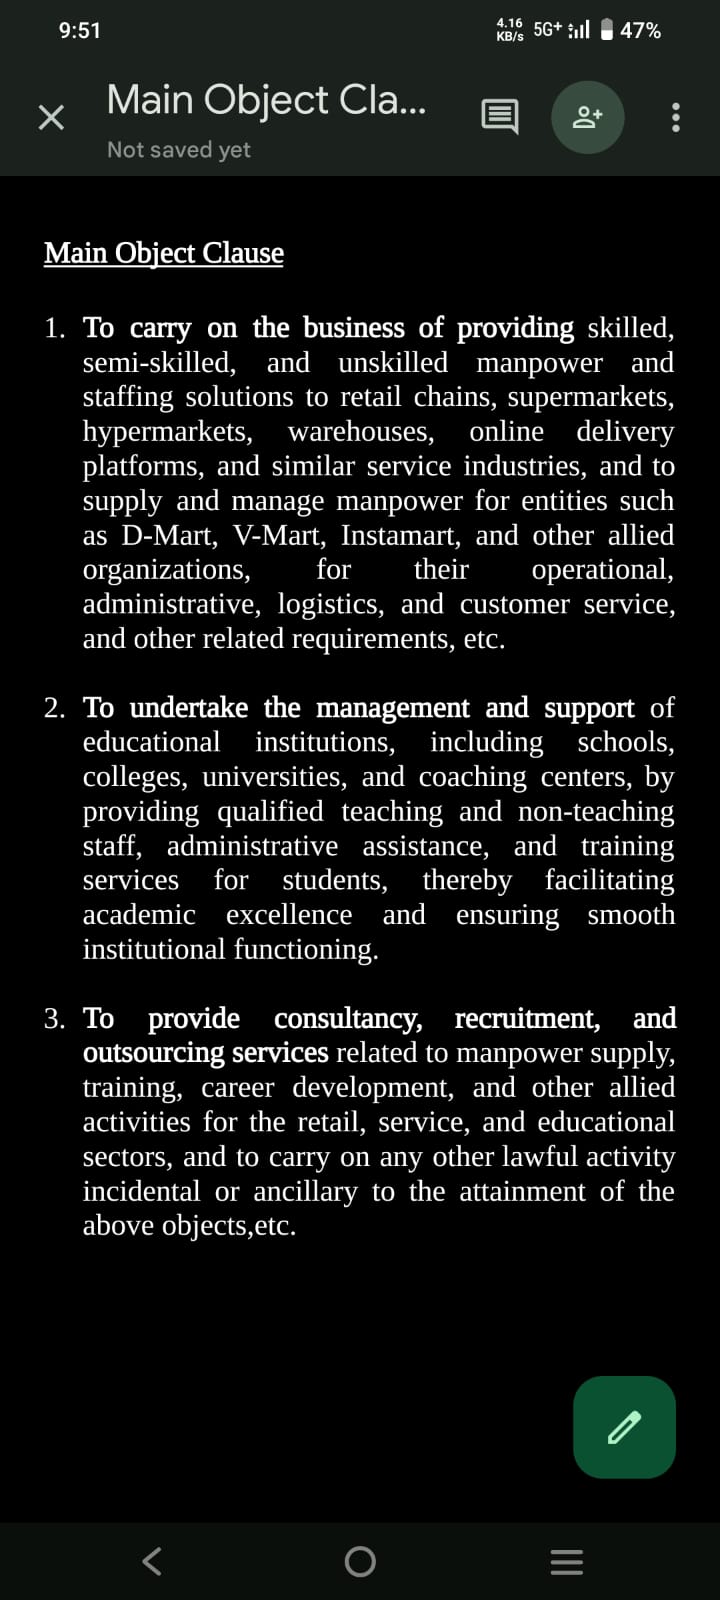 9:51
4.16
KB/s
5G+
47%
Main Object Cla...
Not saved yet
Main Object Clause
1. To carry on the business of providing skilled,
semi-skilled, and unskilled manpower and
staffing solutions to retail chains, supermarkets,
hypermarkets, warehouses, online delivery
platforms, and similar service industries, and to
supply and manage manpower for entities such
as D-Mart, V-Mart, Instamart, and other allied
organizations, for their operational,
administrative, logistics, and customer service,
and other related requirements, etc.
2. To undertake the management and support of
educational institutions, including schools,
colleges, universities, and coaching centers, by
providing qualified teaching and non-teaching
staff, administrative assistance, and training
services for students, thereby facilitating
academic excellence and ensuring smooth
institutional functioning.
3. To provide consultancy, recruitment, and
outsourcing services related to manpower supply,
training, career development, and other allied
activities for the retail, service, and educational
sectors, and to carry on any other lawful activity
incidental or ancillary to the attainment of the
above objects,etc.